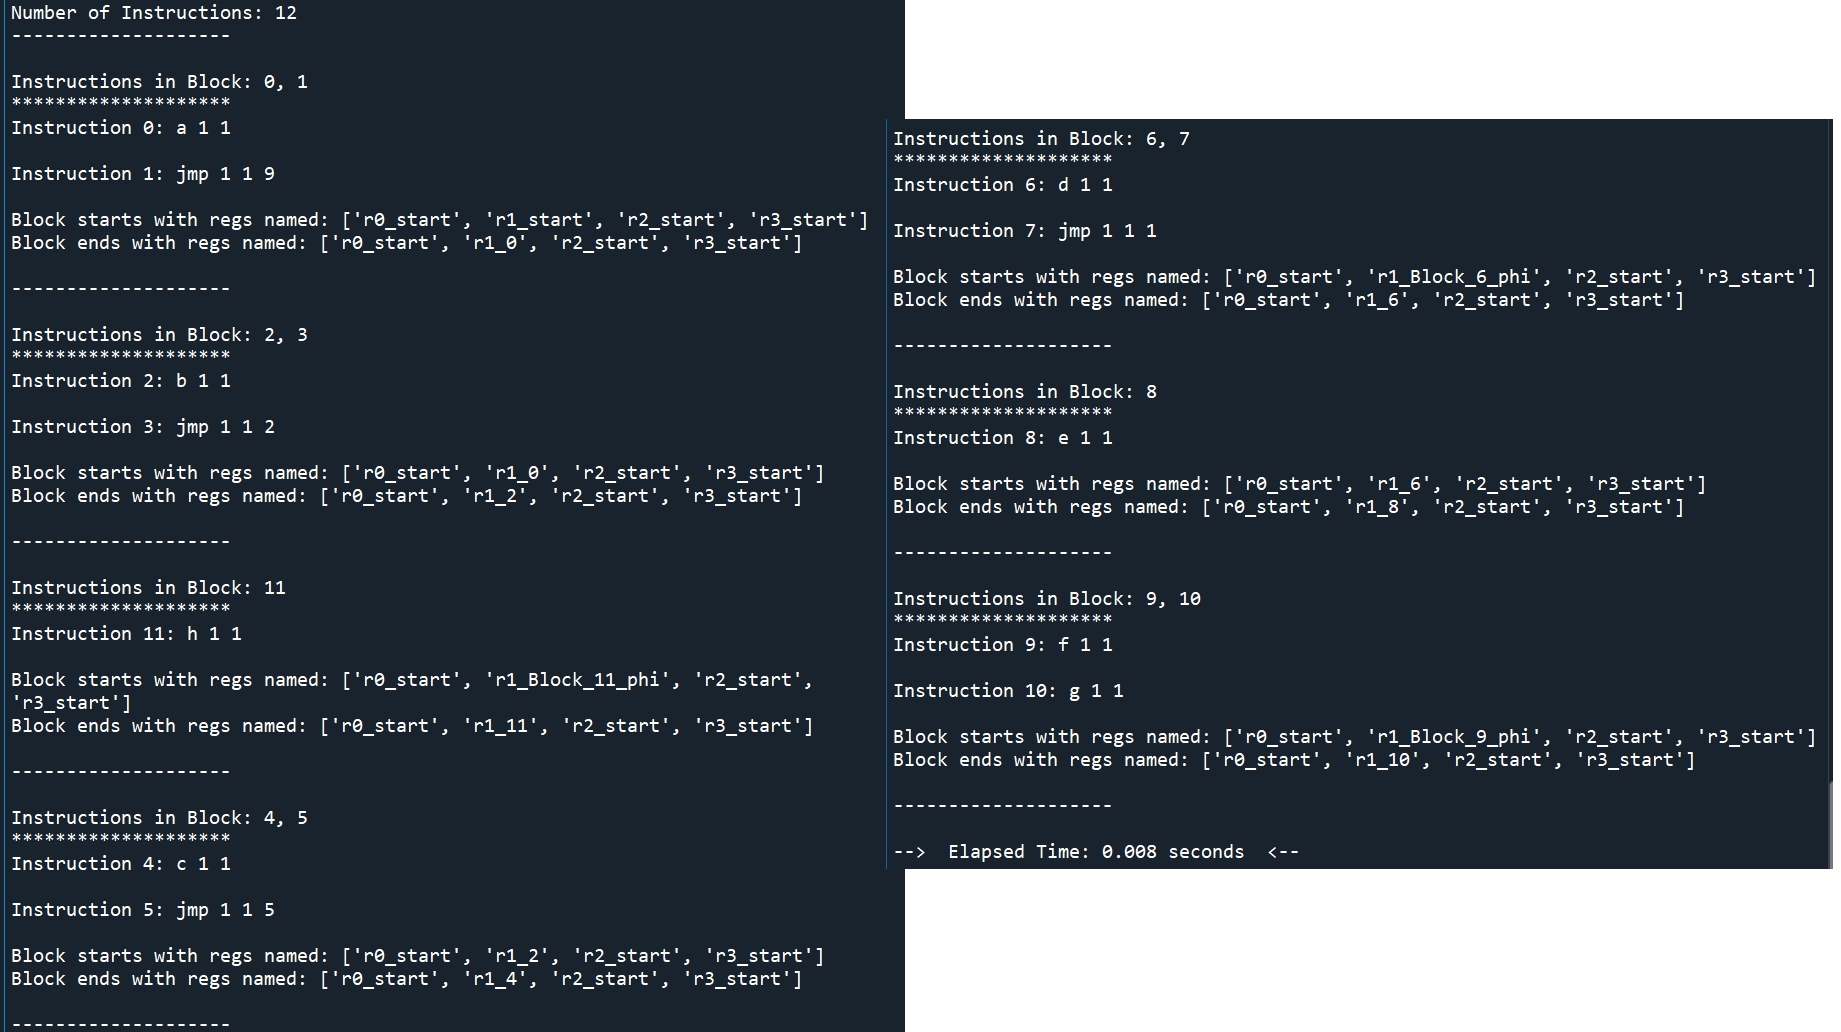 Number of Instructions: 12
--------------------
Instructions in Block: 0, 1
********************
Instruction 0: a 1 1
Instruction 1: jmp 1 1 9
Block starts with regs named: ['r0_start', 'r1_start', 'r2_start', 'r3_start']
Block ends with regs named: ['r0_start', 'r1_0', 'r2_start', 'r3_start']
--------------------
Instructions in Block: 2, 3
********************
Instruction 2: b 1 1
Instruction 3: jmp 1 1 2
Block starts with regs named: ['r0_start', 'r1_0', 'r2_start', 'r3_start']
Block ends with regs named: ['r0_start', 'r1_2', 'r2_start', 'r3_start']
--------------------
Instructions in Block: 11
********************
Instruction 11: h 1 1
Block starts with regs named: ['r0_start', 'r1_Block_11_phi', 'r2_start',
'r3_start']
Block ends with regs named: ['r0_start', 'r1_11', 'r2_start', 'r3_start']
--------------------
Instructions in Block: 4, 5
********************
Instruction 4: c 1 1
Instruction 5: jmp 1 1 5
Block starts with regs named: ['r0_start', 'r1_2', 'r2_start', 'r3_start']
Block ends with regs named: ['r0_start', 'r1_4', 'r2_start', 'r3_start']
--------------------
Instructions in Block: 6, 7
********************
Instruction 6: d 1 1
Instruction 7: jmp 1 1 1
Block starts with regs named: ['r0_start', 'r1_Block_6_phi', 'r2_start', 'r3_start']
Block ends with regs named: ['r0_start', 'r1_6', 'r2_start', 'r3_start']
--------------------
Instructions in Block: 8
********************
Instruction 8: e 1 1
Block starts with regs named: ['r0_start', 'r1_6', 'r2_start', 'r3_start']
Block ends with regs named: ['r0_start', 'r1_8', 'r2_start', 'r3_start']
--------------------
Instructions in Block: 9, 10
********************
Instruction 9: f 1 1
Instruction 10: g 1 1
Block starts with regs named: ['r0_start', 'r1_Block_9_phi', 'r2_start', 'r3_start']
Block ends with regs named: ['r0_start', 'r1_10', 'r2_start', 'r3_start']
--------------------
-->  Elapsed Time: 0.008 seconds  <--